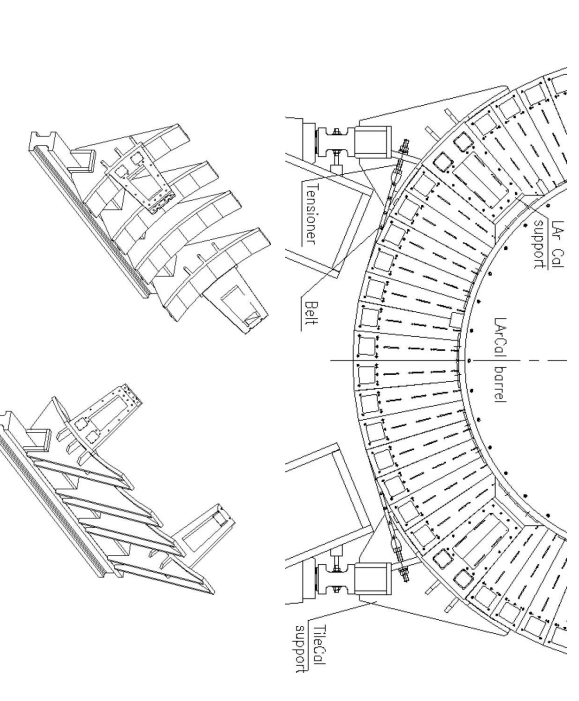 LAr Cal
support
Tensioner
Belt
LArCal barrel
TileCal
support